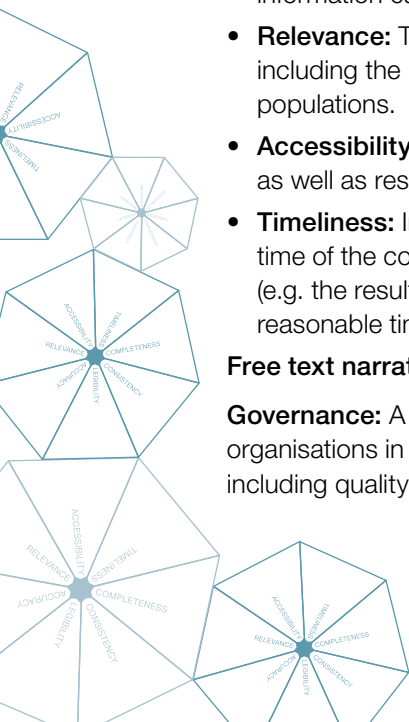 • Relevance: T
including the
populations.
• Accessibility
as well as res
• Timeliness: I
time of the co
(e.g. the resul
reasonable tir
Free text narrat
Governance: A
organisations in
including quality
RELEVANCE
ACCESSIBILITY
TIMELINESS
ACCESSIBILITY
TIMELINESS
RELEVANCE
COMPLETENESS
ACCURACY
LEGIBILITY
CONSISTENCY
ACCESSIBILITY
TIMELINESS
RELEVANCE
COMPLETENESS
ACCURACY
LEGIBILITY
CONSISTENCY
ACCESSIBILITY
TIMELINESS
RELEVANCE
COMPLETENESS
ACCURACY
LEGIBILITY
CONSISTENCY